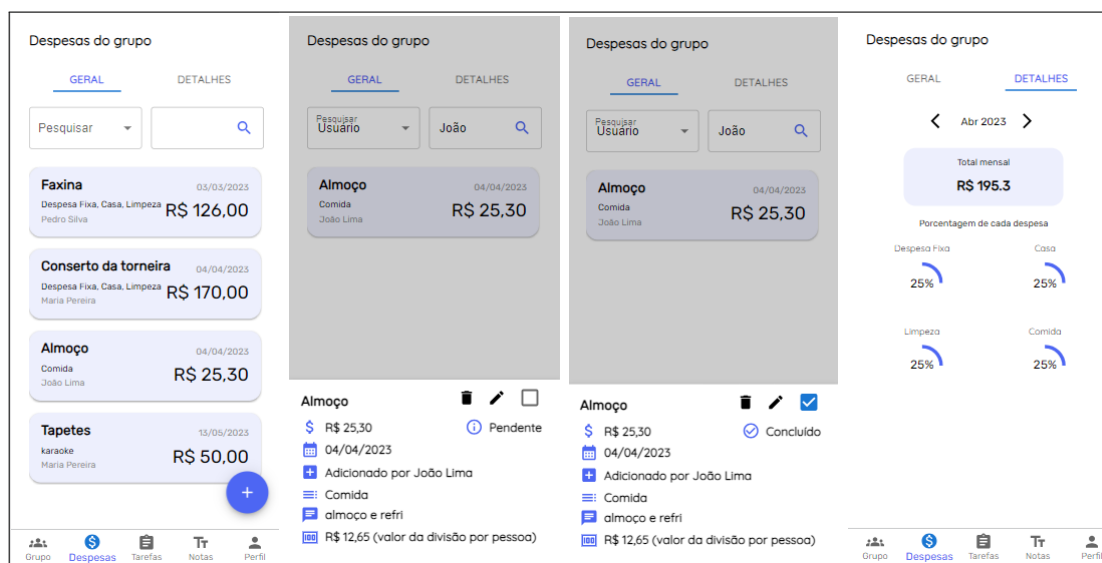 Despesas do grupo
GERAL
DETALHES
Pesquisar
Faxina
03/03/2023
Despesa Fixa, Casa, Limpeza
R$ 126,00
Pedro Silva
Conserto da torneira
04/04/2023
Despesa Fixa, Casa, Limpeza
R$ 170,00
Maria Pereira
Almoço
04/04/2023
Comida
R$ 25,30
João Lima
Tapetes
13/05/2023
karaoke
R$ 50,00
Maria Pereira
+
Grupo
Despesas
Tarefas
Notas
Perfil
Despesas do grupo
GERAL
DETALHES
Pesquisar
Usuário
João
Almoço
04/04/2023
Comida
R$ 25,30
João Lima
Almoço
R$ 25,30
Pendente
04/04/2023
Adicionado por João Lima
Comida
almoço e refri
R$ 12,65 (valor da divisão por pessoa)
Despesas do grupo
GERAL
DETALHES
Pesquisar
Usuário
João
Almoço
04/04/2023
Comida
R$ 25,30
João Lima
Almoço
R$ 25,30
Concluído
04/04/2023
Adicionado por João Lima
Comida
almoço e refri
R$ 12,65 (valor da divisão por pessoa)
Despesas do grupo
GERAL
DETALHES
Abr 2023
Total mensal
R$ 195.3
Porcentagem de cada despesa
Despesa Fixa
Casa
25%
25%
Limpeza
Comida
25%
25%
Grupo
Despesas
Tarefas
Notas
Perfil